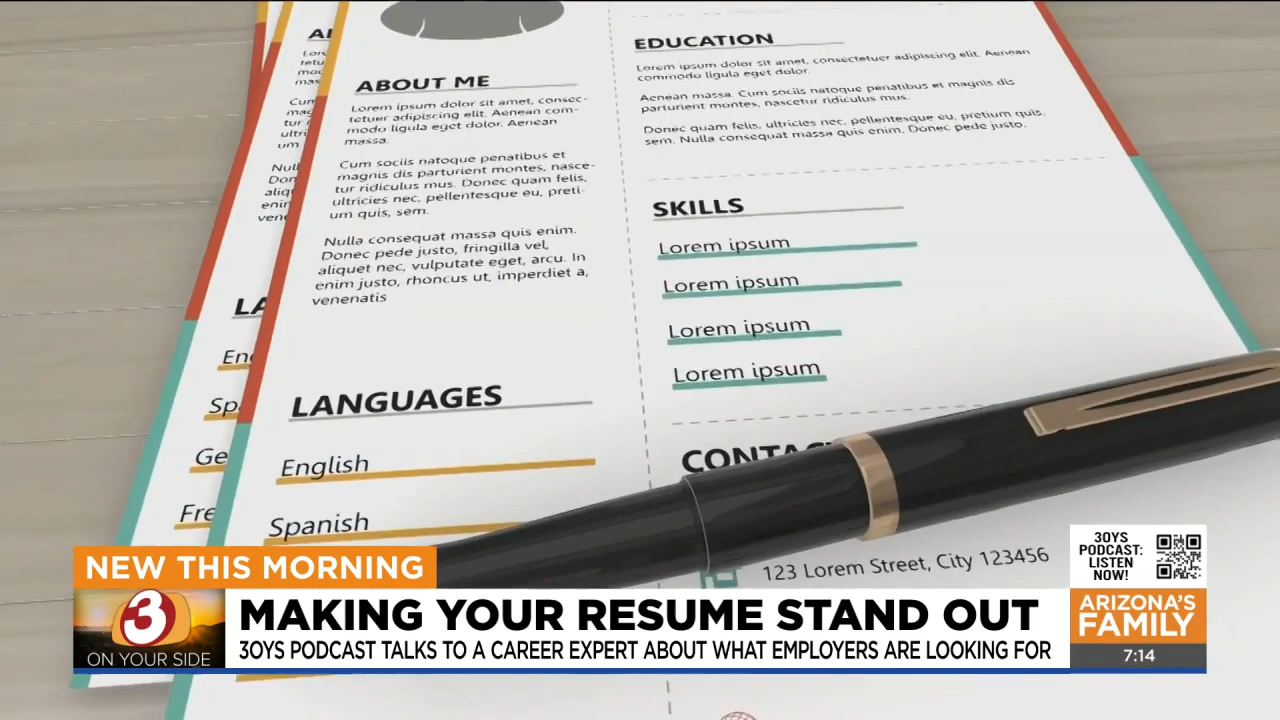 ABOUT ME
Lorem ipsum dolor sit amet, consec-
tetuer adipiscing elit. Aenean com-
modo ligula eget dolor. Aenean
massa.
Cum sociis natoque penatibus et
magnis dis parturient montes, nasce-
tur ridiculus mus. Donec quam felis,
ultricies nec, pellentesque eu, preti-
um quis, sem.
Nulla consequat massa quis enim.
Donec pede justo, fringilla vel,
aliquet nec, vulputate eget, arcu. In
enim justo, rhoncus ut, imperdiet a,
venenatis
LANGUAGES
English
Spanish
EDUCATION
Lorem ipsum dolor sit amet, consectetuer adipiscing elit. Aenean
commodo ligula eget dolor.
Aenean massa. Cum sociis natoque penatibus et magnis dis
parturient montes, nascetur ridiculus mus.
Donec quam felis, ultricies nec, pellentesque eu, pretium quis,
sem. Nulla consequat massa quis enim. Donec pede justo.
SKILLS
Lorem ipsum
Lorem ipsum
Lorem ipsum
Lorem ipsum
123 Lorem Street, City 123456
NEW THIS MORNING
3
ON YOUR SIDE
MAKING YOUR RESUME STAND OUT
3OYS PODCAST TALKS TO A CAREER EXPERT ABOUT WHAT EMPLOYERS ARE LOOKING FOR
3OYS
PODCAST:
LISTEN
NOW!
ARIZONA'S
FAMILY
7:14